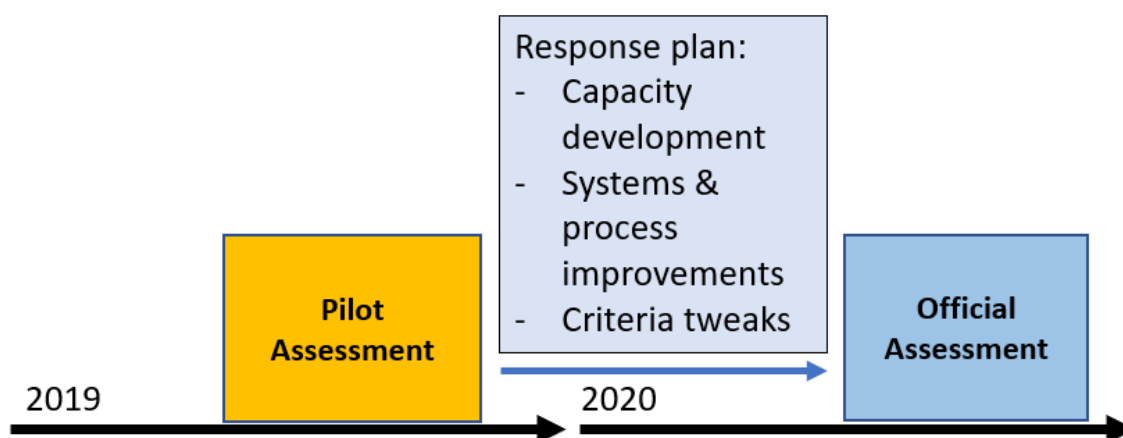 Response plan:
- Capacity
development
- Systems &
process
improvements
- Criteria tweaks
Pilot
Assessment
Official
Assessment
2019
2020